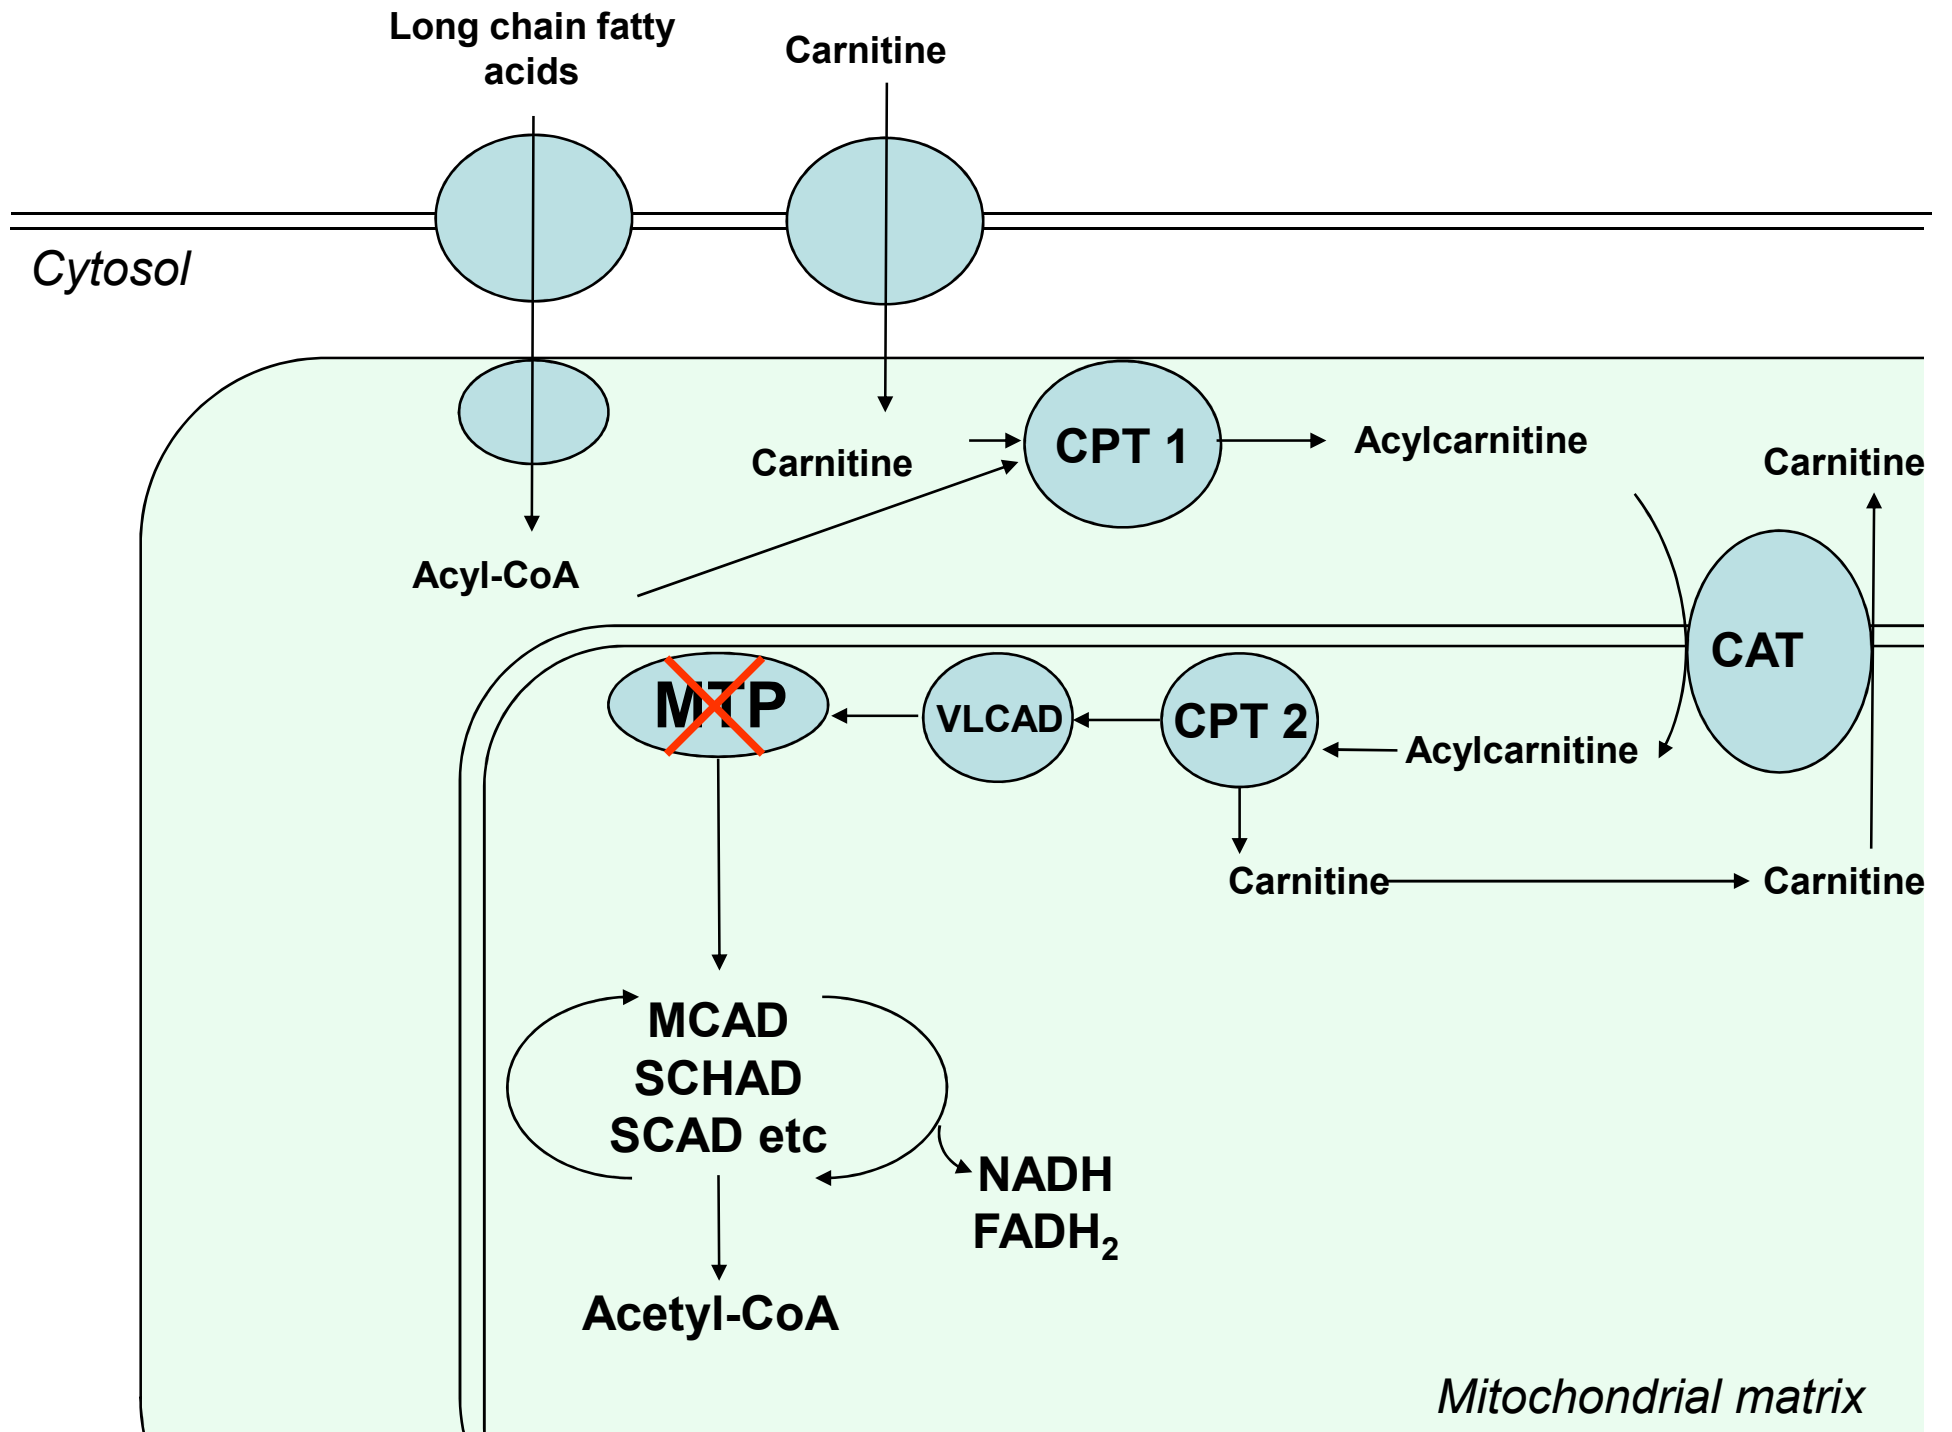 Long chain fatty
acids
Carnitine
Cytosol
CPT 1
Acylcarnitine
Carnitine
Carnitine
Acyl-CoA
CAT
MTP
VLCAD
CPT 2
Acylcarnitine
Carnitine
Carnitine
MCAD
SCHAD
SCAD etc
NADH
FADH₂
Acetyl-CoA
Mitochondrial matrix